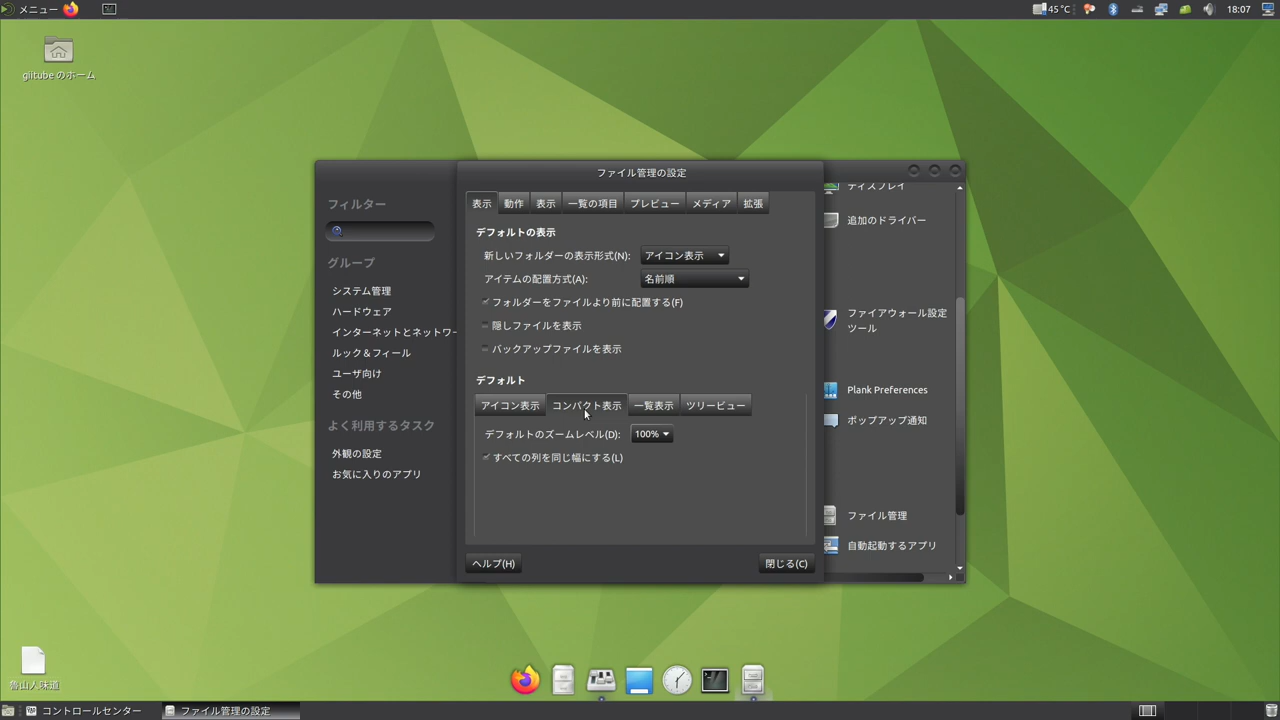 メニュー
45°C
18:07
giitubeのホーム
ファイル管理の設定
フィルター
グループ
システム管理
ハードウェア
インターネットとネットワー
ルック＆フィール
ユーザ向け
その他
よく利用するタスク
外観の設定
お気に入りのアプリ
表示 動作 表示 一覧の項目 プレビュー メディア 拡張
デフォルトの表示
新しいフォルダーの表示形式(N): アイコン表示
アイテムの配置方式(A): 名前順
フォルダーをファイルより前に配置する(F)
隠しファイルを表示
バックアップファイルを表示
デフォルト
アイコン表示 コンパクト表示 一覧表示 ツリービュー
デフォルトのズームレベル(D): 100%
すべての列を同じ幅にする(L)
ヘルプ(H)
閉じる(C)
ディスプレイ
追加のドライバー
ファイアウォール設定
ツール
Plank Preferences
ポップアップ通知
ファイル管理
自動起動するアプリ
魯山人味道
コントロールセンター
ファイル管理の設定